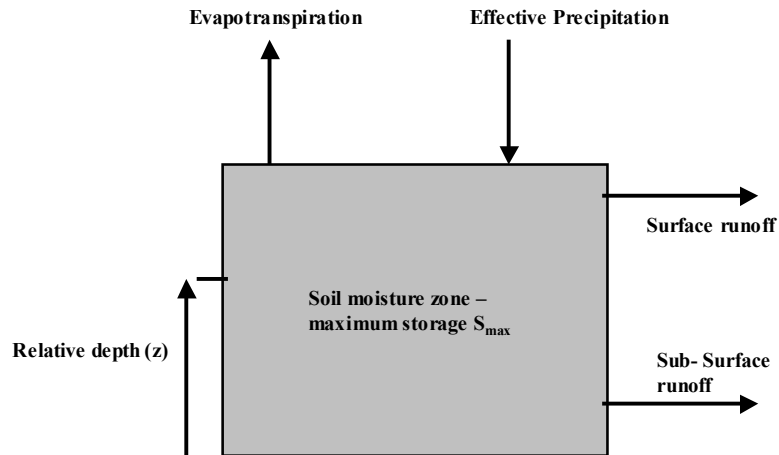 Evapotranspiration
Effective Precipitation
Surface runoff
Soil moisture zone –
maximum storage Smax
Relative depth (z)
Sub- Surface
runoff